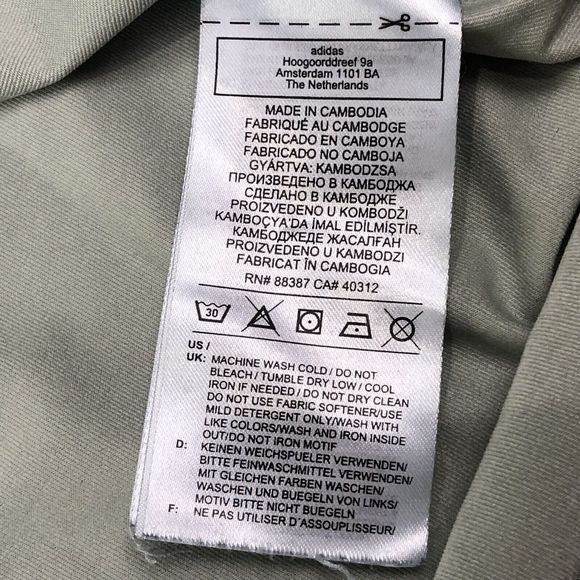 adidas
Hoogoorddreef 9a
Amsterdam 1101 BA
The Netherlands
MADE IN CAMBODIA
FABRIQUÉ AU CAMBODGE
FABRICADO EN CAMBOYA
FABRICADO NO CAMBOJA
GYÁRTVA: KAMBODZSA
ПРОИЗВЕДЕНО В КАМБОДЖА
СДЕЛАНО В КАМБОДЖЕ
PROIZVEDENO U KOMBODŽI
KAMBOÇYA'DA İMAL EDİLMİŞTİR.
КАМБОДЖЕДЕ ЖАСАЛҒАН
PROIZVEDENO U KAMBODŽI
FABRICAT ÎN CAMBOGIA
RN# 88387 CA# 40312
30
US /
UK: MACHINE WASH COLD / DO NOT
BLEACH / TUMBLE DRY LOW / COOL
IRON IF NEEDED / DO NOT DRY CLEAN
DO NOT USE FABRIC SOFTENER/USE
MILD DETERGENT ONLY/WASH WITH
LIKE COLORS/WASH AND IRON INSIDE
OUT/DO NOT IRON MOTIF
D: KEINEN WEICHSPUELER VERWENDEN/
BITTE FEINWASCHMITTEL VERWENDEN/
MIT GLEICHEN FARBEN WASCHEN/
WASCHEN UND BUEGELN VON LINKS/
MOTIV BITTE NICHT BUEGELN
F: NE PAS UTILISER D'ASSOUPLISSEUR/